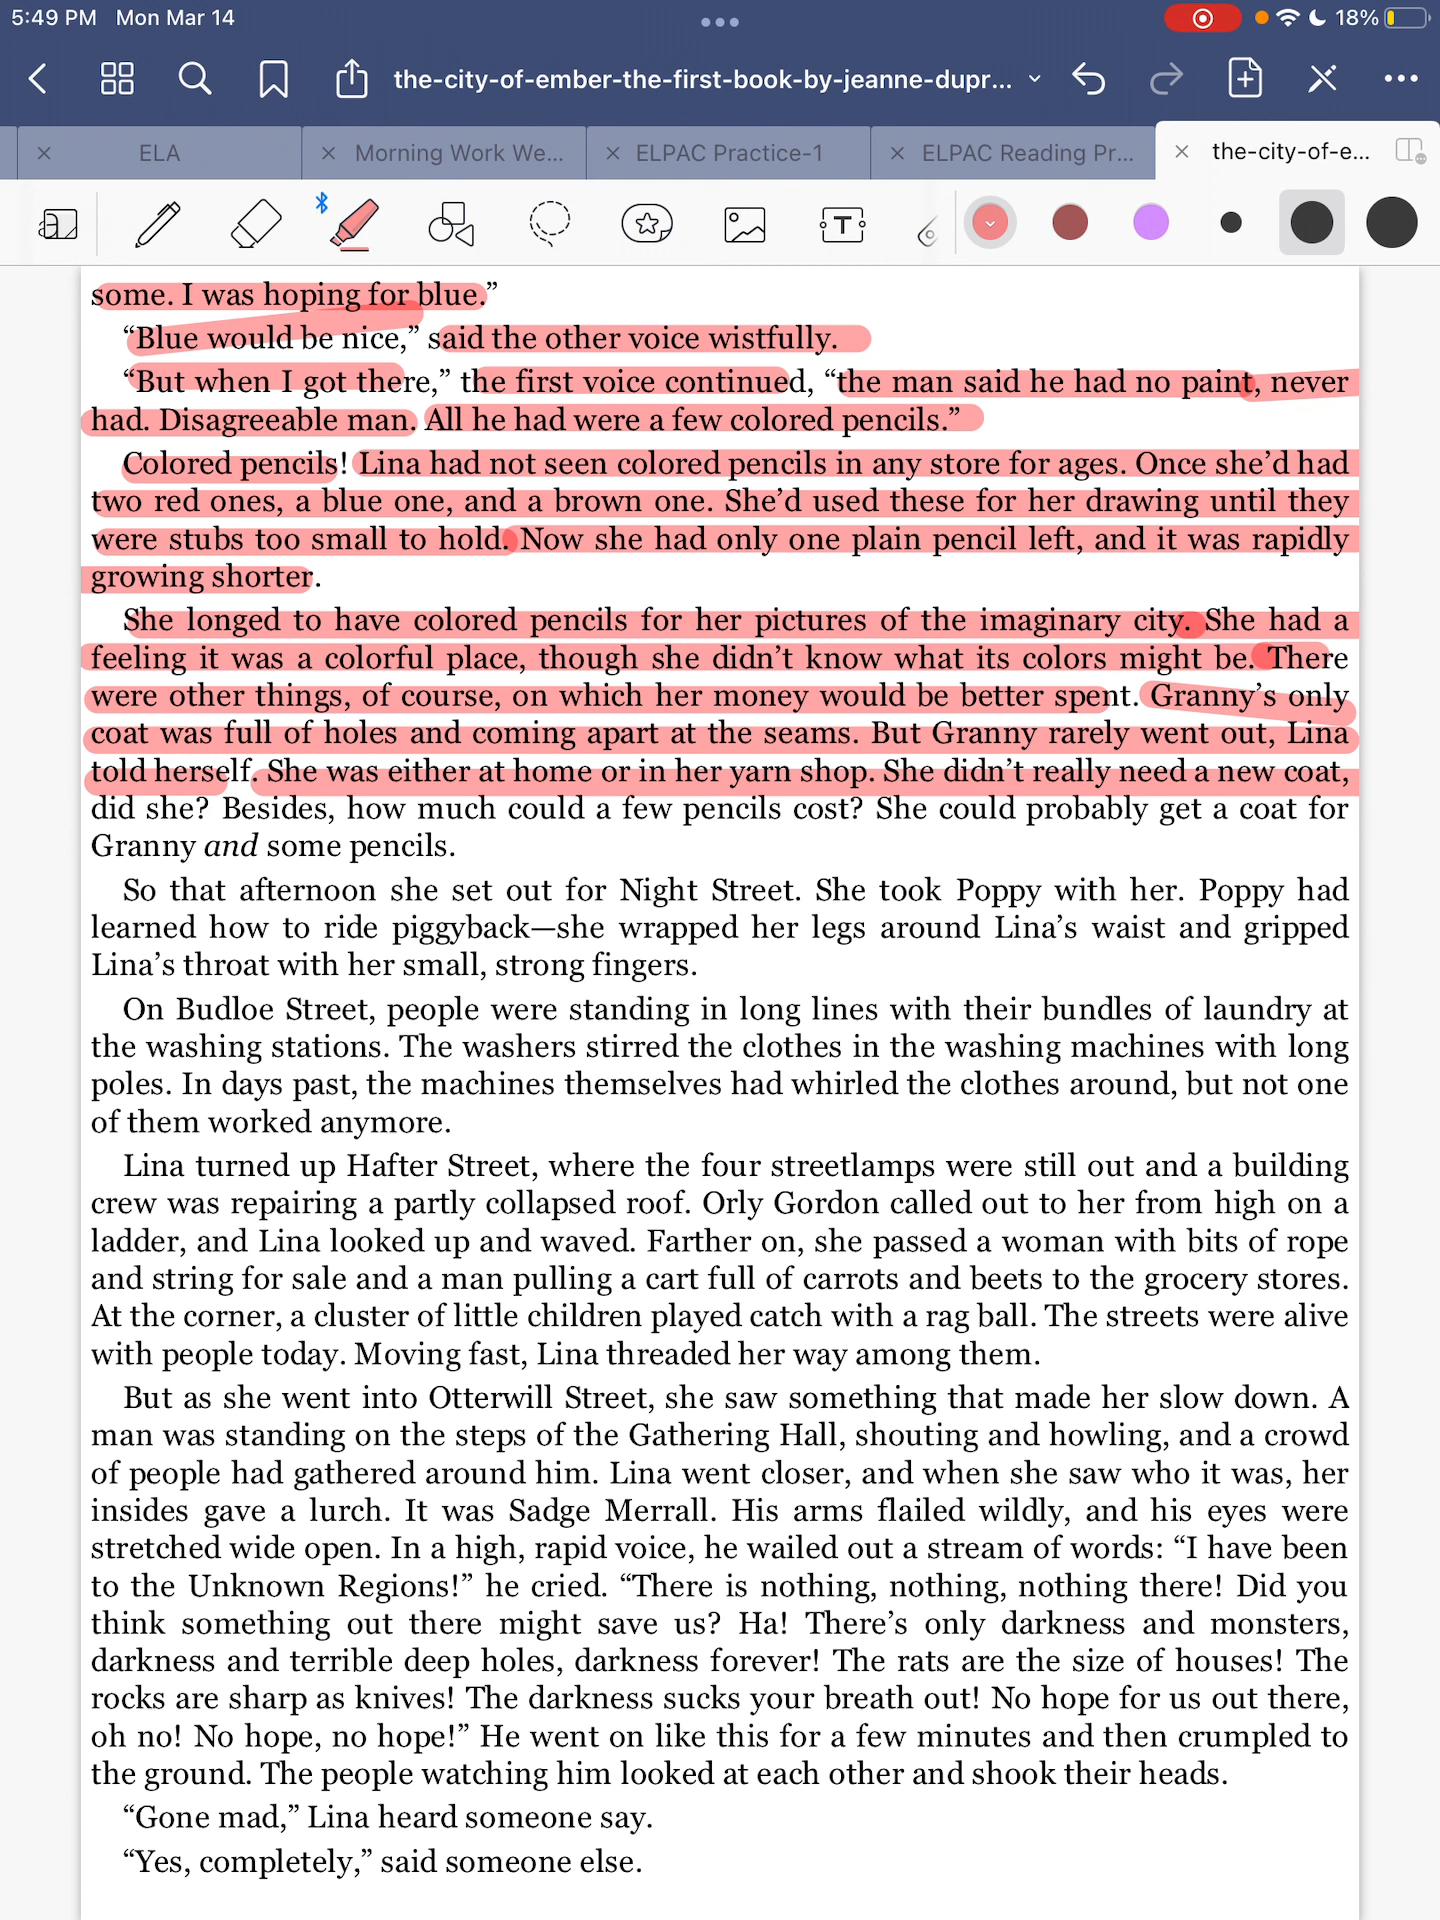 5:49 PM Mon Mar 14
18%
the-city-of-ember-the-first-book-by-jeanne-dupr...
ELA
Morning Work We...
ELPAC Practice-1
ELPAC Reading Pr...
the-city-of-e...
some. I was hoping for blue.”
“Blue would be nice,” said the other voice wistfully.
“But when I got there,” the first voice continued, “the man said he had no paint, never
had. Disagreeable man. All he had were a few colored pencils.”
Colored pencils! Lina had not seen colored pencils in any store for ages. Once she’d had
two red ones, a blue one, and a brown one. She’d used these for her drawing until they
were stubs too small to hold. Now she had only one plain pencil left, and it was rapidly
growing shorter.
She longed to have colored pencils for her pictures of the imaginary city. She had a
feeling it was a colorful place, though she didn’t know what its colors might be. There
were other things, of course, on which her money would be better spent. Granny’s only
coat was full of holes and coming apart at the seams. But Granny rarely went out, Lina
told herself. She was either at home or in her yarn shop. She didn’t really need a new coat,
did she? Besides, how much could a few pencils cost? She could probably get a coat for
Granny and some pencils.
So that afternoon she set out for Night Street. She took Poppy with her. Poppy had
learned how to ride piggyback—she wrapped her legs around Lina’s waist and gripped
Lina’s throat with her small, strong fingers.
On Budloe Street, people were standing in long lines with their bundles of laundry at
the washing stations. The washers stirred the clothes in the washing machines with long
poles. In days past, the machines themselves had whirled the clothes around, but not one
of them worked anymore.
Lina turned up Hafter Street, where the four streetlamps were still out and a building
crew was repairing a partly collapsed roof. Orly Gordon called out to her from high on a
ladder, and Lina looked up and waved. Farther on, she passed a woman with bits of rope
and string for sale and a man pulling a cart full of carrots and beets to the grocery stores.
At the corner, a cluster of little children played catch with a rag ball. The streets were alive
with people today. Moving fast, Lina threaded her way among them.
But as she went into Otterwill Street, she saw something that made her slow down. A
man was standing on the steps of the Gathering Hall, shouting and howling, and a crowd
of people had gathered around him. Lina went closer, and when she saw who it was, her
insides gave a lurch. It was Sadge Merrall. His arms flailed wildly, and his eyes were
stretched wide open. In a high, rapid voice, he wailed out a stream of words: “I have been
to the Unknown Regions!” he cried. “There is nothing, nothing, nothing there! Did you
think something out there might save us? Ha! There’s only darkness and monsters,
darkness and terrible deep holes, darkness forever! The rats are the size of houses! The
rocks are sharp as knives! The darkness sucks your breath out! No hope for us out there,
oh no! No hope, no hope!” He went on like this for a few minutes and then crumpled to
the ground. The people watching him looked at each other and shook their heads.
“Gone mad,” Lina heard someone say.
“Yes, completely,” said someone else.